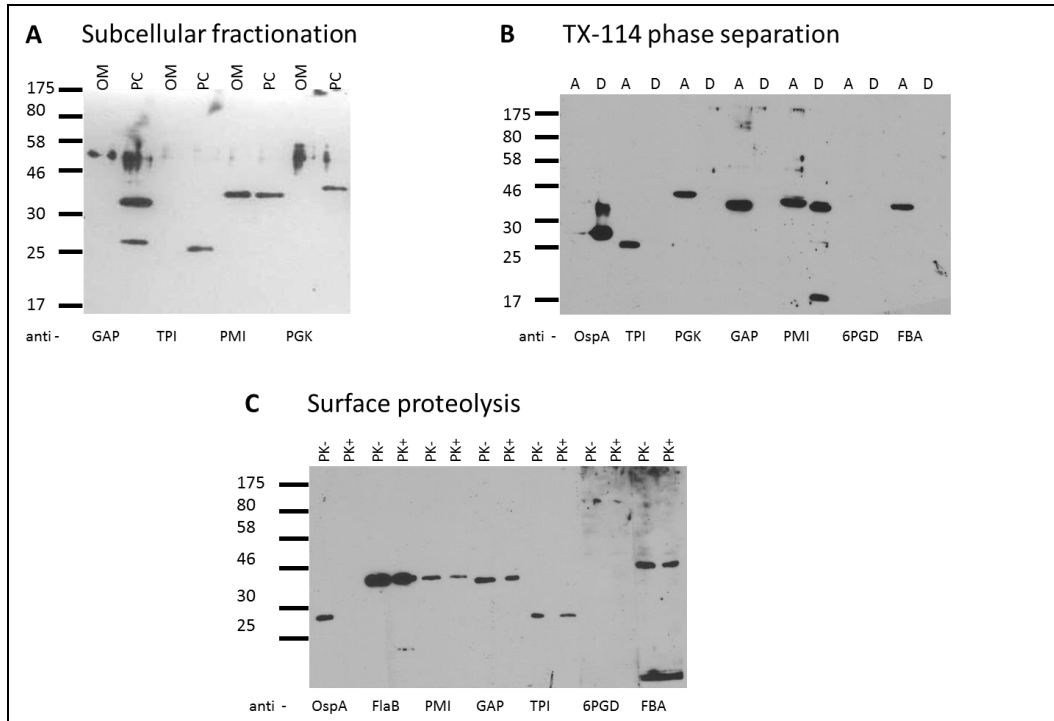 A Subcellular fractionation
OM PC OM PC OM PC OM PC
175
80
58
46
30
25
17
anti - GAP TPI PMI PGK
B TX-114 phase separation
A D A D A D A D A D A D A D
175
80
58
46
30
25
17
anti - OspA TPI PGK GAP PMI 6PGD FBA
C Surface proteolysis
PK- PK+ PK- PK+ PK- PK+ PK- PK+ PK- PK+ PK- PK+ PK- PK+
175
80
58
46
30
25
anti - OspA FlaB PMI GAP TPI 6PGD FBA